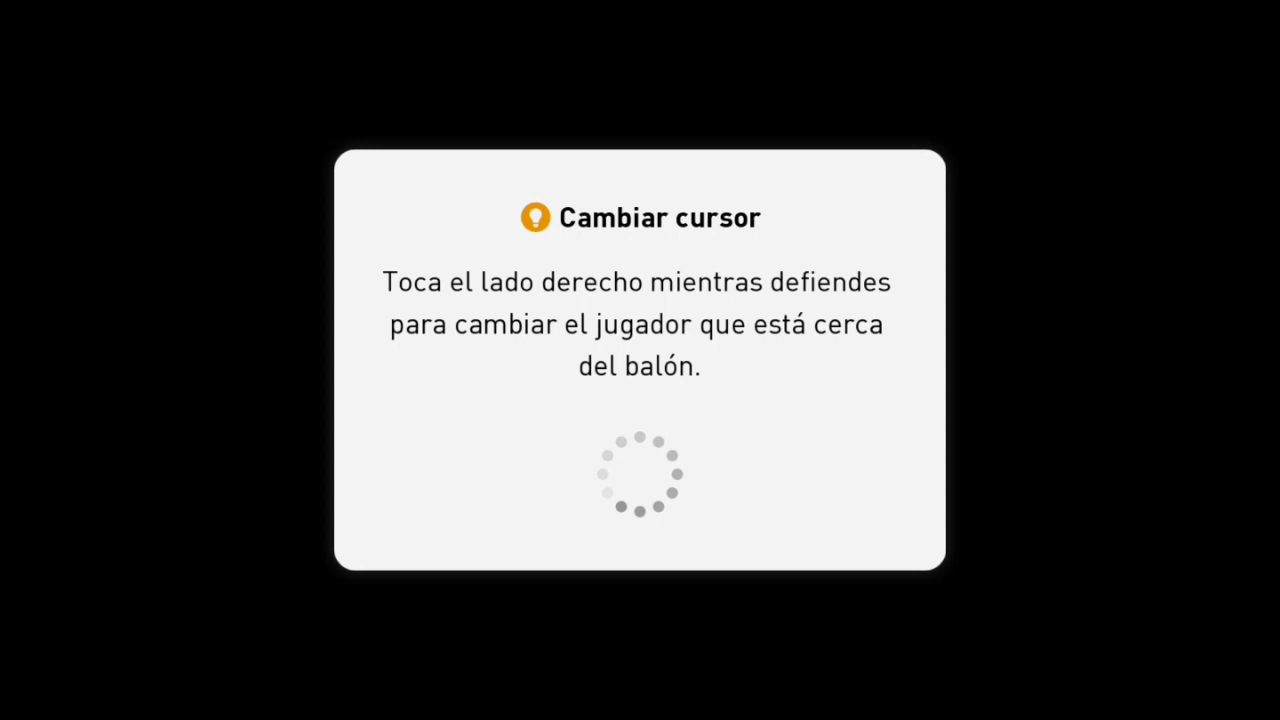 Cambiar cursor
Toca el lado derecho mientras defiendes
para cambiar el jugador que está cerca
del balón.